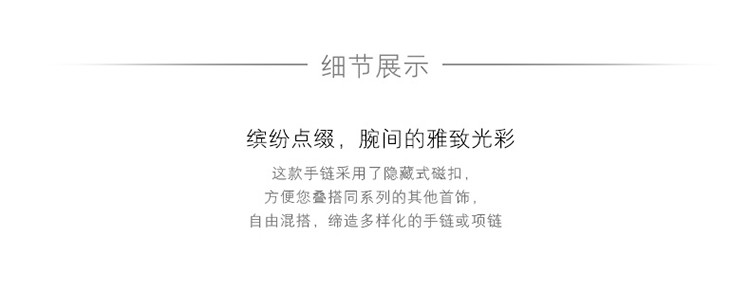 细节展示
缤纷点缀，腕间的雅致光彩
这款手链采用了隐藏式磁扣，
方便您叠搭同系列的其他首饰，
自由混搭，缔造多样化的手链或项链